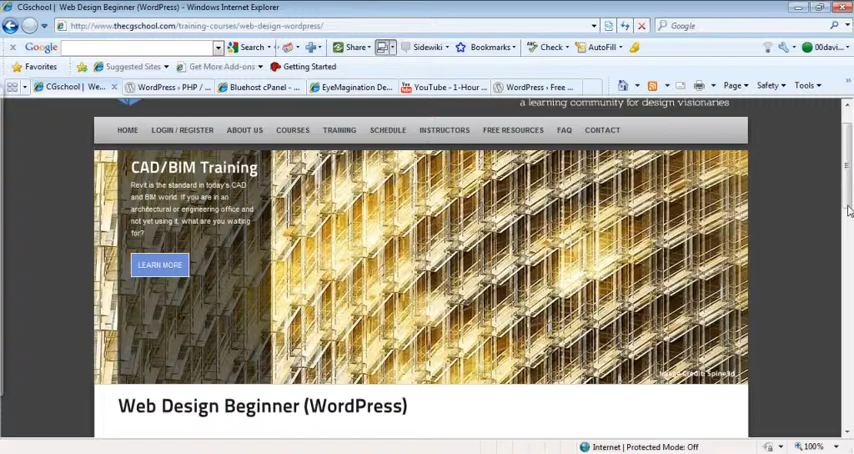 CGschool | Web Design Beginner (WordPress) - Windows Internet Explorer
http://www.thecgschool.com/training-courses/web-design-wordpress/
Google
Google
Search
Share
Sidewiki
Bookmarks
Check
AutoFill
00davi
Favorites
Suggested Sites
Get More Add-ons
Getting Started
CGschool | We...
WordPress › PHP / ...
Bluehost cPanel - ...
EyeMagination De...
YouTube - 1-Hour ...
WordPress › Free ...
Page
Safety
Tools
a learning community for design visionaries
HOME
LOGIN / REGISTER
ABOUT US
COURSES
TRAINING
SCHEDULE
INSTRUCTORS
FREE RESOURCES
FAQ
CONTACT
CAD/BIM Training
Revit is the standard in today's CAD
and BIM world. If you are in an
architectural or engineering office and
not yet using it, what are you waiting
for?
LEARN MORE
Image Credit: Spine3d
Web Design Beginner (WordPress)
Internet | Protected Mode: Off
100%